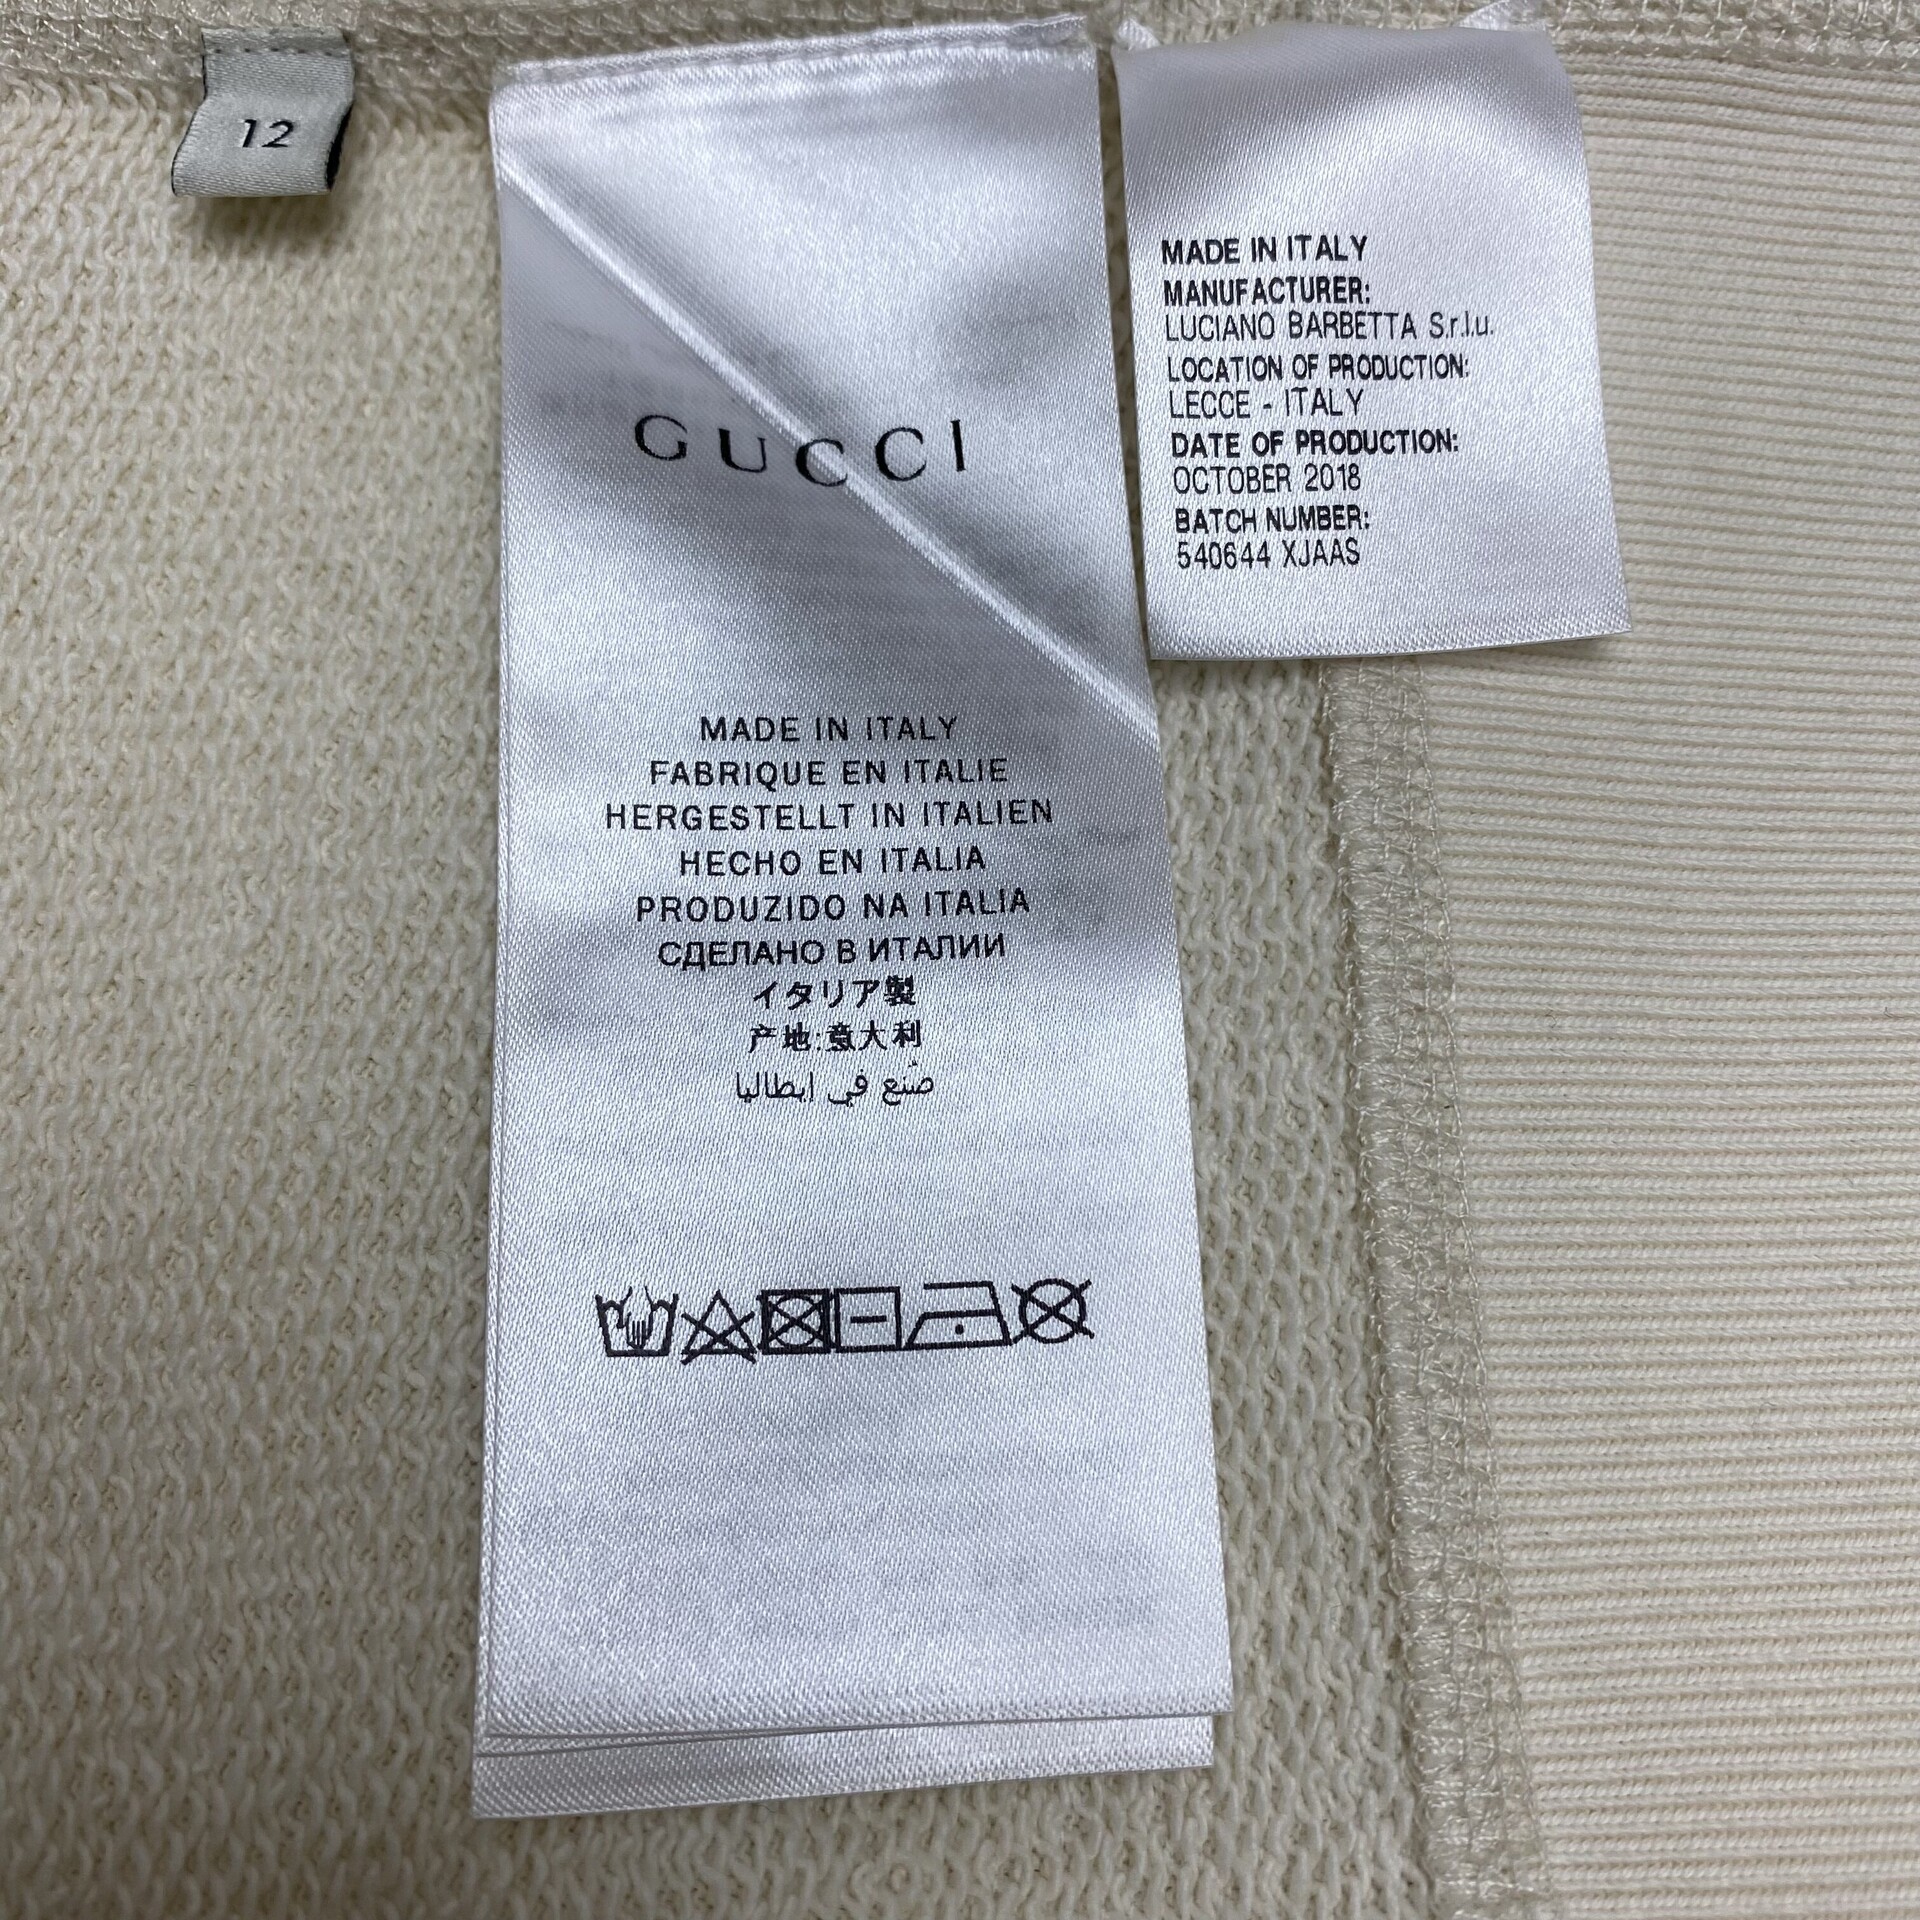 12
GUCCI
MADE IN ITALY
FABRIQUE EN ITALIE
HERGESTELLT IN ITALIEN
HECHO EN ITALIA
PRODUZIDO NA ITALIA
СДЕЛАНО В ИТАЛИИ
イタリア製
产地:意大利
صُنع في إيطاليا
MADE IN ITALY
MANUFACTURER:
LUCIANO BARBETTA S.r.l.u.
LOCATION OF PRODUCTION:
LECCE - ITALY
DATE OF PRODUCTION:
OCTOBER 2018
BATCH NUMBER:
540644 XJAAS